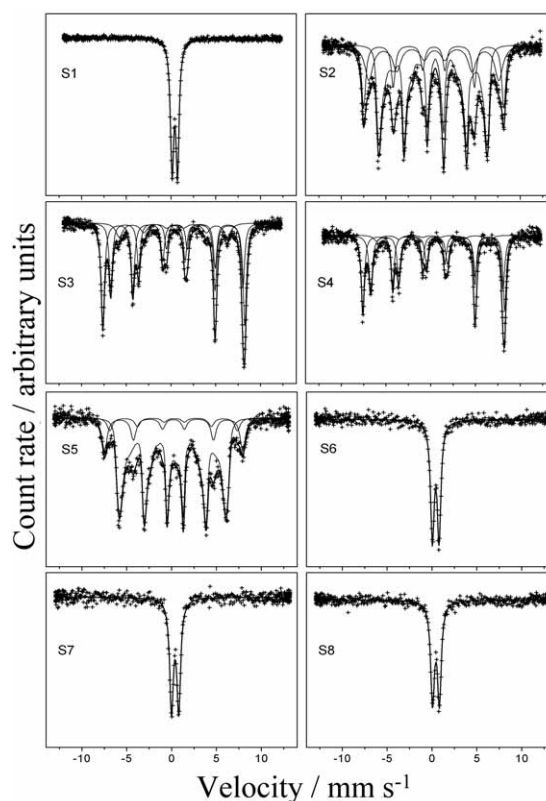 Count rate / arbitrary units
S1
S2
S3
S4
S5
S6
S7
S8
-10 -5 0 5 10
-10 -5 0 5 10
Velocity / mm s-1